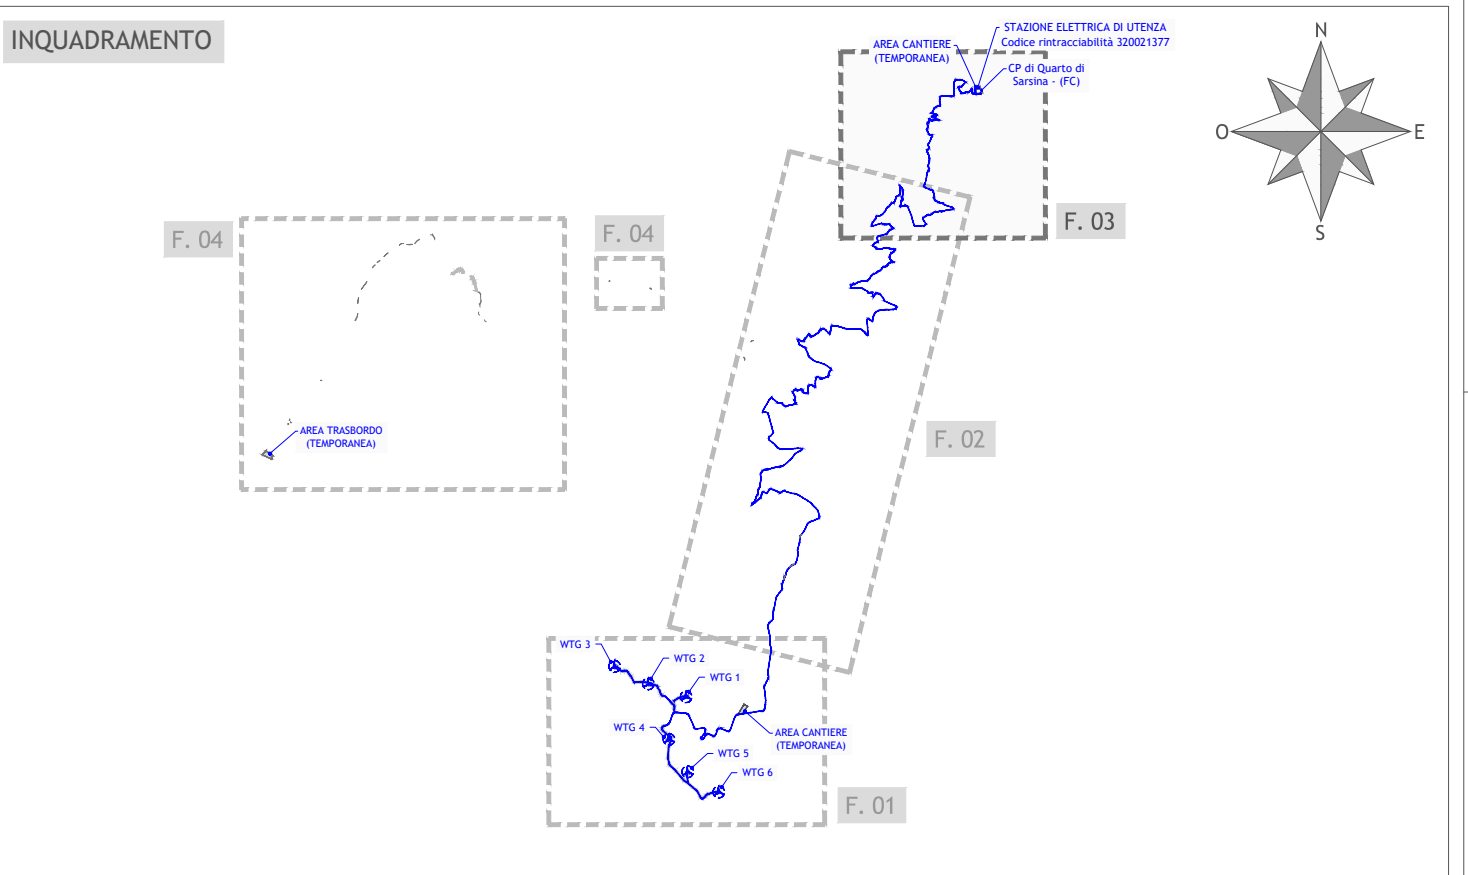 INQUADRAMENTO
STAZIONE ELETTRICA DI UTENZA
Codice rintracciabilità 320021377
AREA CANTIERE
(TEMPORANEA)
CP di Quarto di
Sarsina - (FC)
N
O
E
S
F. 03
F. 04
F. 04
AREA TRASBORDO
(TEMPORANEA)
F. 02
WTG 3
WTG 2
WTG 1
WTG 4
AREA CANTIERE
(TEMPORANEA)
WTG 5
WTG 6
F. 01